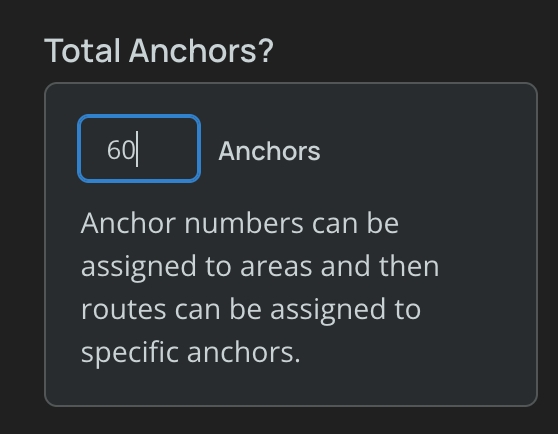 Total Anchors?
60 Anchors
Anchor numbers can be
assigned to areas and then
routes can be assigned to
specific anchors.